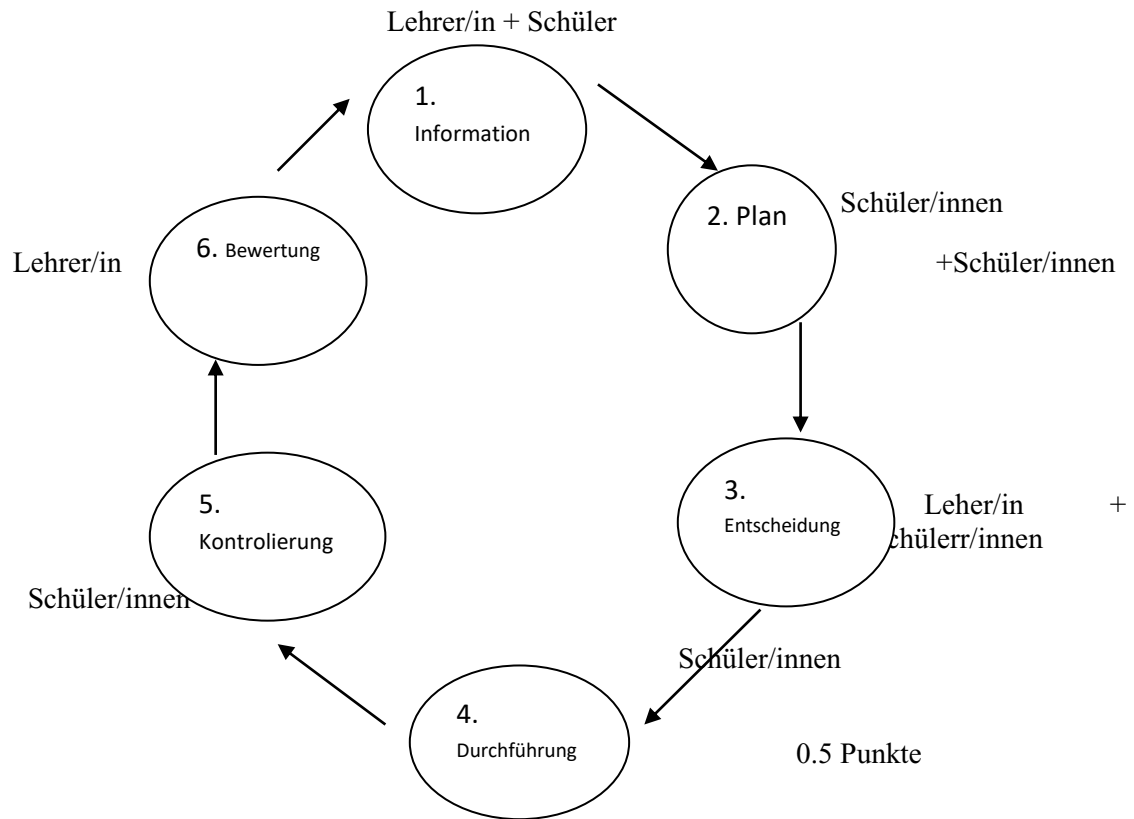 Lehrer/in + Schüler
1.
Information
2. Plan
Schüler/innen
+Schüler/innen
3.
Entscheidung
Leher/in +
chülerr/innen
Schüler/innen
4.
Durchführung
0.5 Punkte
5.
Kontrolierung
Schüler/innen
6. Bewertung
Lehrer/in